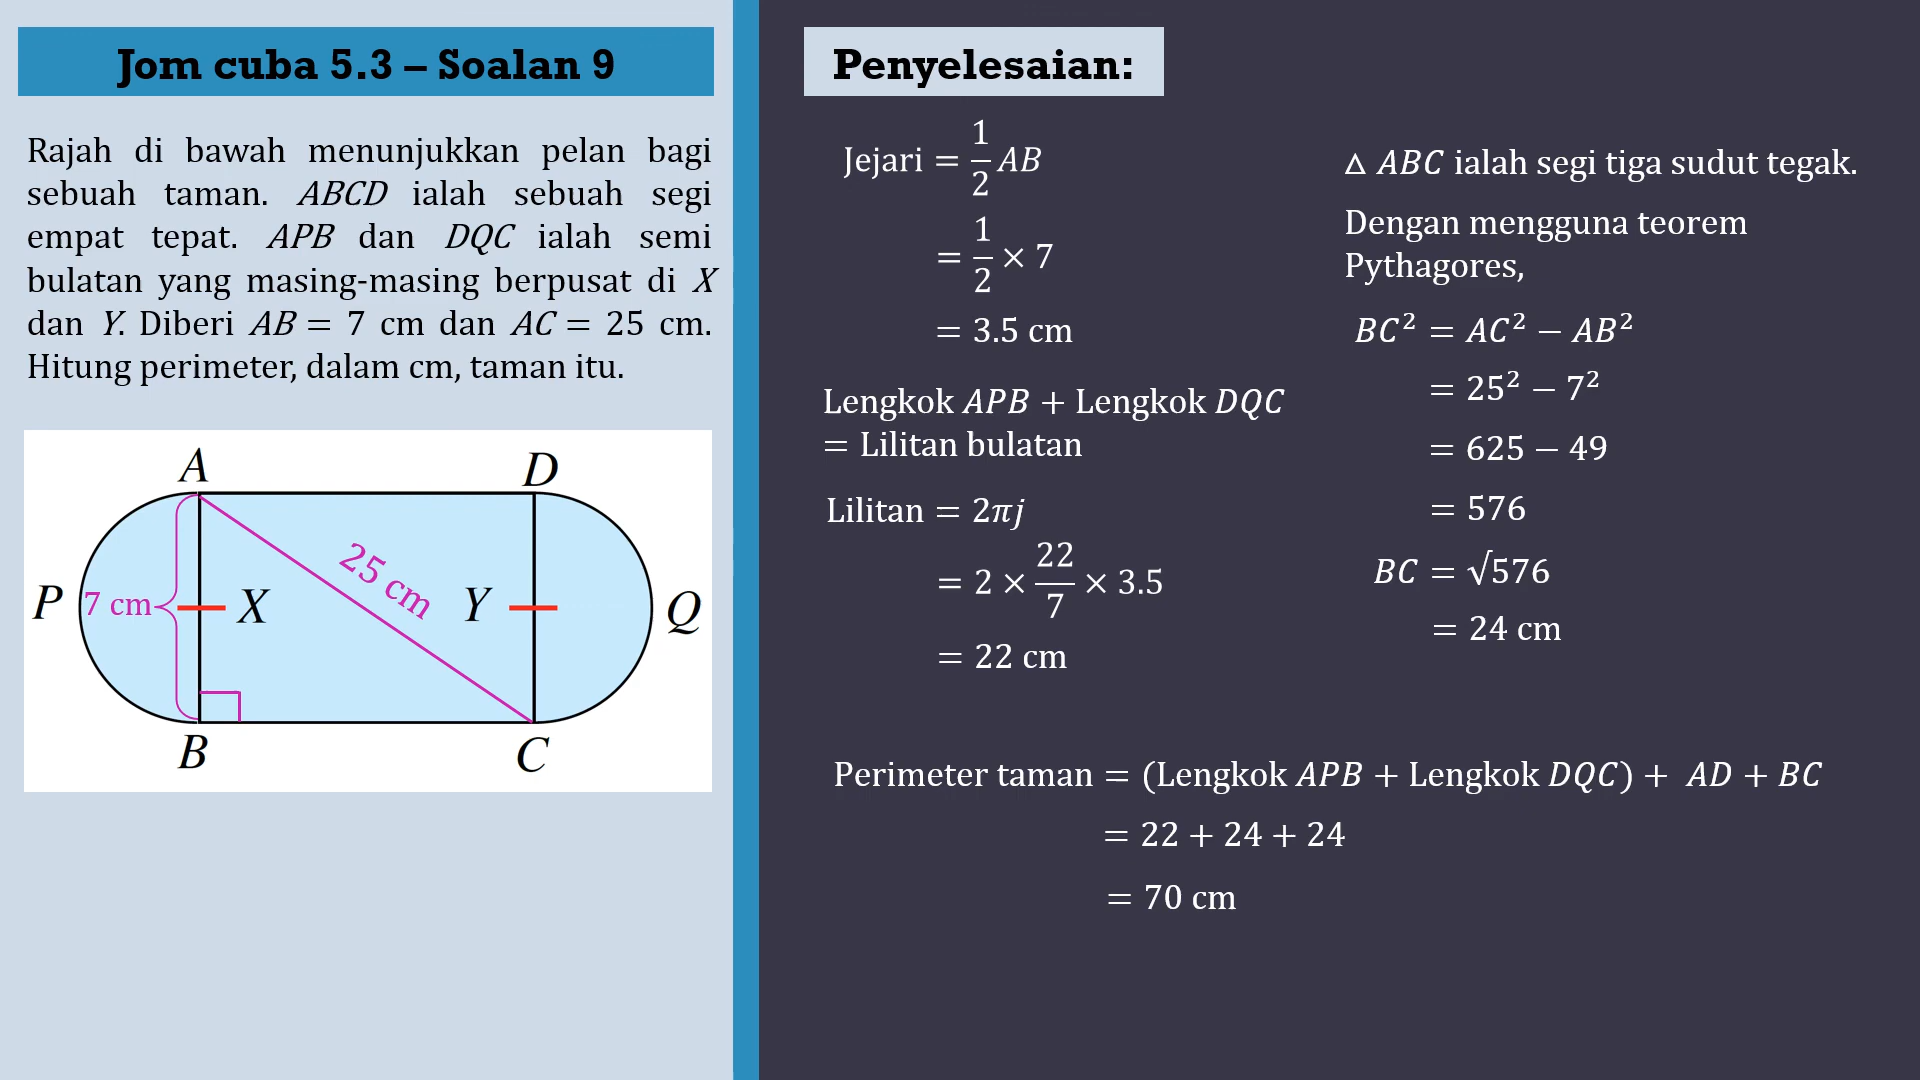 Jom cuba 5.3 – Soalan 9
Rajah di bawah menunjukkan pelan bagi
sebuah taman. ABCD ialah sebuah segi
empat tepat. APB dan DQC ialah semi
bulatan yang masing-masing berpusat di X
dan Y. Diberi AB = 7 cm dan AC = 25 cm.
Hitung perimeter, dalam cm, taman itu.
A
D
25 cm
P
7 cm
X
Y
Q
B
C
Penyelesaian:
Jejari = 1/2 AB
= 1/2 × 7
= 3.5 cm
Lengkok APB + Lengkok DQC
= Lilitan bulatan
Lilitan = 2πj
= 2 × 22/7 × 3.5
= 22 cm
△ ABC ialah segi tiga sudut tegak.
Dengan mengguna teorem
Pythagores,
BC² = AC² − AB²
= 25² − 7²
= 625 − 49
= 576
BC = √576
= 24 cm
Perimeter taman = (Lengkok APB + Lengkok DQC) + AD + BC
= 22 + 24 + 24
= 70 cm